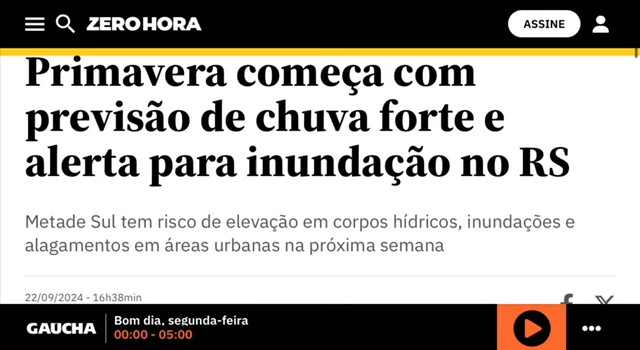 ZERO HORA
ASSINE
Primavera começa com
previsão de chuva forte e
alerta para inundação no RS
Metade Sul tem risco de elevação em corpos hídricos, inundações e
alagamentos em áreas urbanas na próxima semana
22/09/2024 - 16h38min
GAUCHA
Bom dia, segunda-feira
00:00 - 05:00